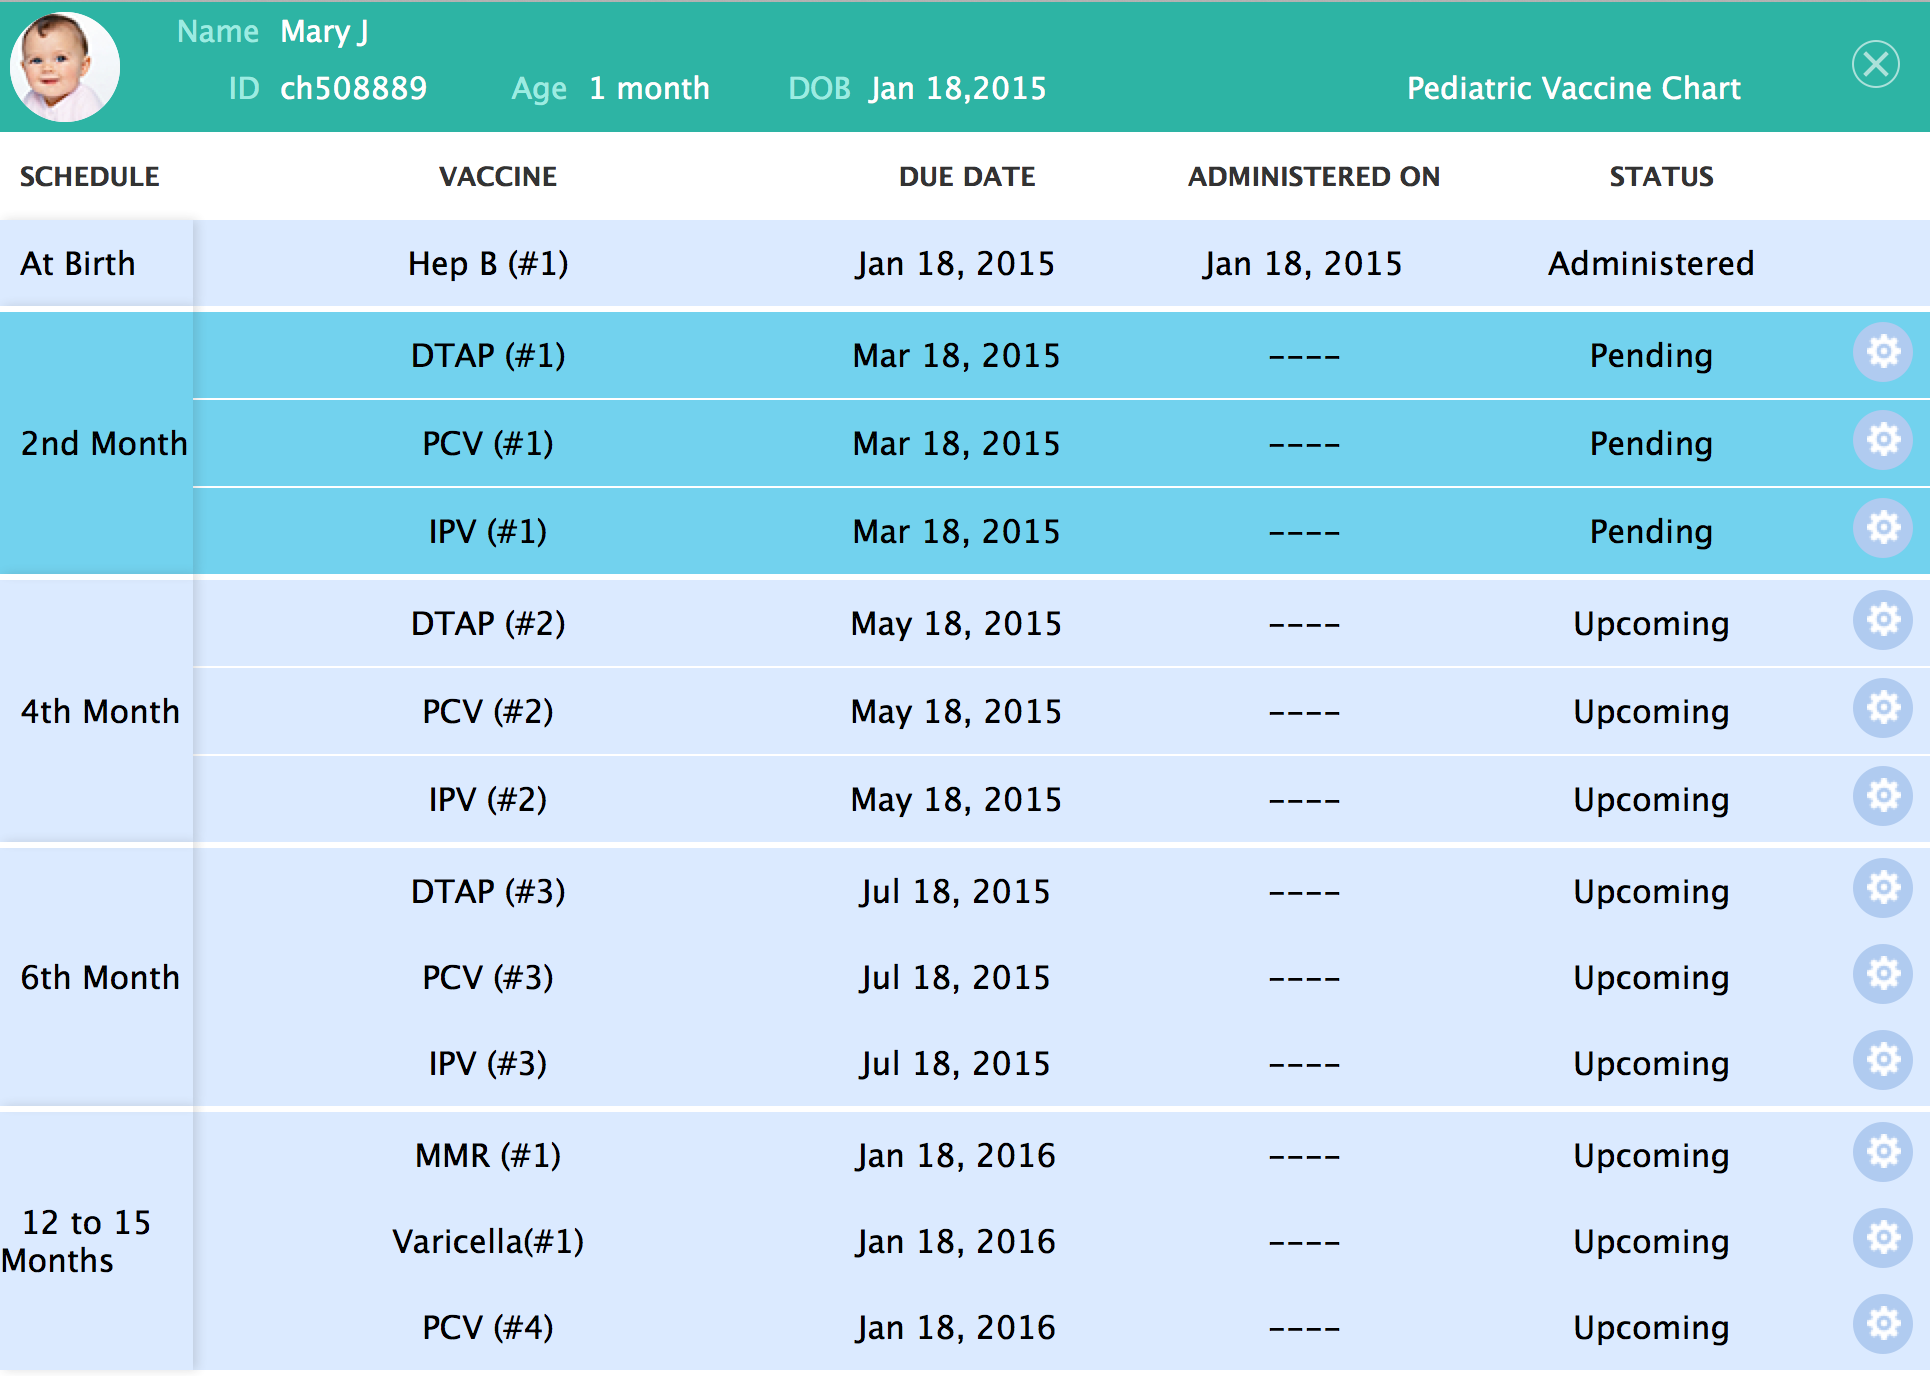 Name Mary J
ID ch508889 Age 1 month DOB Jan 18,2015 Pediatric Vaccine Chart
SCHEDULE VACCINE DUE DATE ADMINISTERED ON STATUS
At Birth Hep B (#1) Jan 18, 2015 Jan 18, 2015 Administered
DTAP (#1) Mar 18, 2015 ---- Pending
2nd Month PCV (#1) Mar 18, 2015 ---- Pending
IPV (#1) Mar 18, 2015 ---- Pending
DTAP (#2) May 18, 2015 ---- Upcoming
4th Month PCV (#2) May 18, 2015 ---- Upcoming
IPV (#2) May 18, 2015 ---- Upcoming
DTAP (#3) Jul 18, 2015 ---- Upcoming
6th Month PCV (#3) Jul 18, 2015 ---- Upcoming
IPV (#3) Jul 18, 2015 ---- Upcoming
MMR (#1) Jan 18, 2016 ---- Upcoming
12 to 15
Months
Varicella(#1) Jan 18, 2016 ---- Upcoming
PCV (#4) Jan 18, 2016 ---- Upcoming